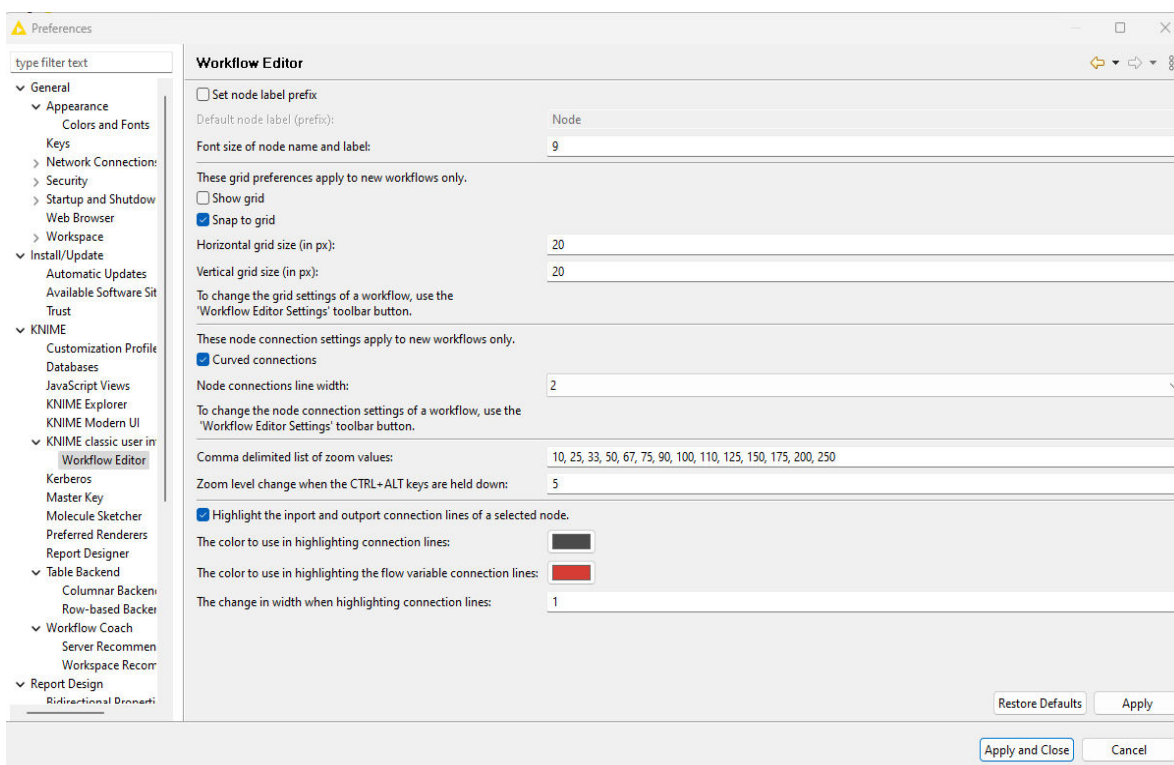 Preferences
type filter text
General
Appearance
Colors and Fonts
Keys
Network Connections
Security
Startup and Shutdow
Web Browser
Workspace
Install/Update
Automatic Updates
Available Software Sit
Trust
KNIME
Customization Profile
Databases
JavaScript Views
KNIME Explorer
KNIME Modern UI
KNIME classic user in
Workflow Editor
Kerberos
Master Key
Molecule Sketcher
Preferred Renderers
Report Designer
Table Backend
Columnar Backen
Row-based Backer
Workflow Coach
Server Recommen
Workspace Recom
Report Design
Bidirectional Properti
Workflow Editor
Set node label prefix
Default node label (prefix): Node
Font size of node name and label: 9
These grid preferences apply to new workflows only.
Show grid
Snap to grid
Horizontal grid size (in px): 20
Vertical grid size (in px): 20
To change the grid settings of a workflow, use the
'Workflow Editor Settings' toolbar button.
These node connection settings apply to new workflows only.
Curved connections
Node connections line width: 2
To change the node connection settings of a workflow, use the
'Workflow Editor Settings' toolbar button.
Comma delimited list of zoom values: 10, 25, 33, 50, 67, 75, 90, 100, 110, 125, 150, 175, 200, 250
Zoom level change when the CTRL+ALT keys are held down: 5
Highlight the inport and outport connection lines of a selected node.
The color to use in highlighting connection lines:
The color to use in highlighting the flow variable connection lines:
The change in width when highlighting connection lines: 1
Restore Defaults Apply
Apply and Close Cancel